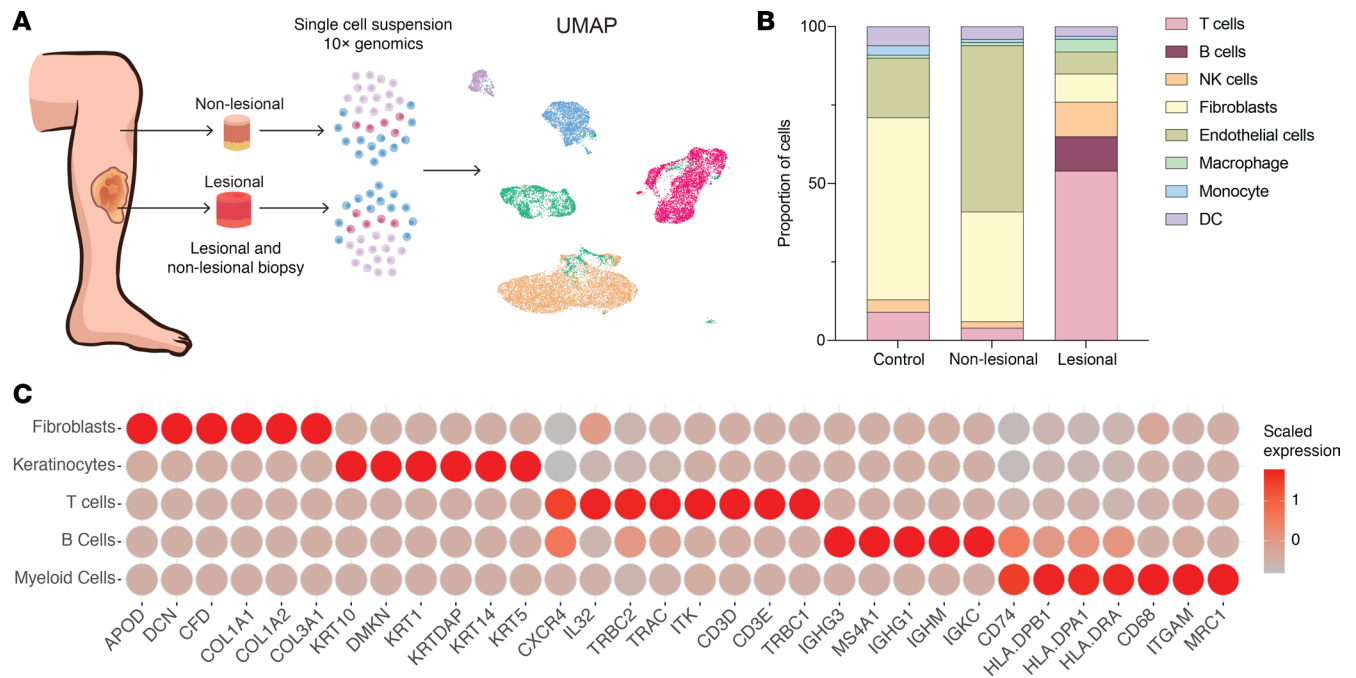 A
Single cell suspension
10× genomics
UMAP
Non-lesional
Lesional
Lesional and
non-lesional biopsy
B
Proportion of cells
100
50
0
Control
Non-lesional
Lesional
T cells
B cells
NK cells
Fibroblasts
Endothelial cells
Macrophage
Monocyte
DC
C
Fibroblasts
Keratinocytes
T cells
B Cells
Myeloid Cells
APOD
DCN
CFD
COL1A1
COL1A2
COL3A1
KRT10
DMKN
KRT1
KRTDAP
KRT14
KRT5
CXCR4
IL32
TRBC2
TRAC
ITK
CD3D
CD3E
TRBC1
IGHG3
MS4A1
IGHG1
IGHM
IGKC
CD74
HLA.DPB1
HLA.DPA1
HLA.DRA
CD68
ITGAM
MRC1
Scaled
expression
1
0